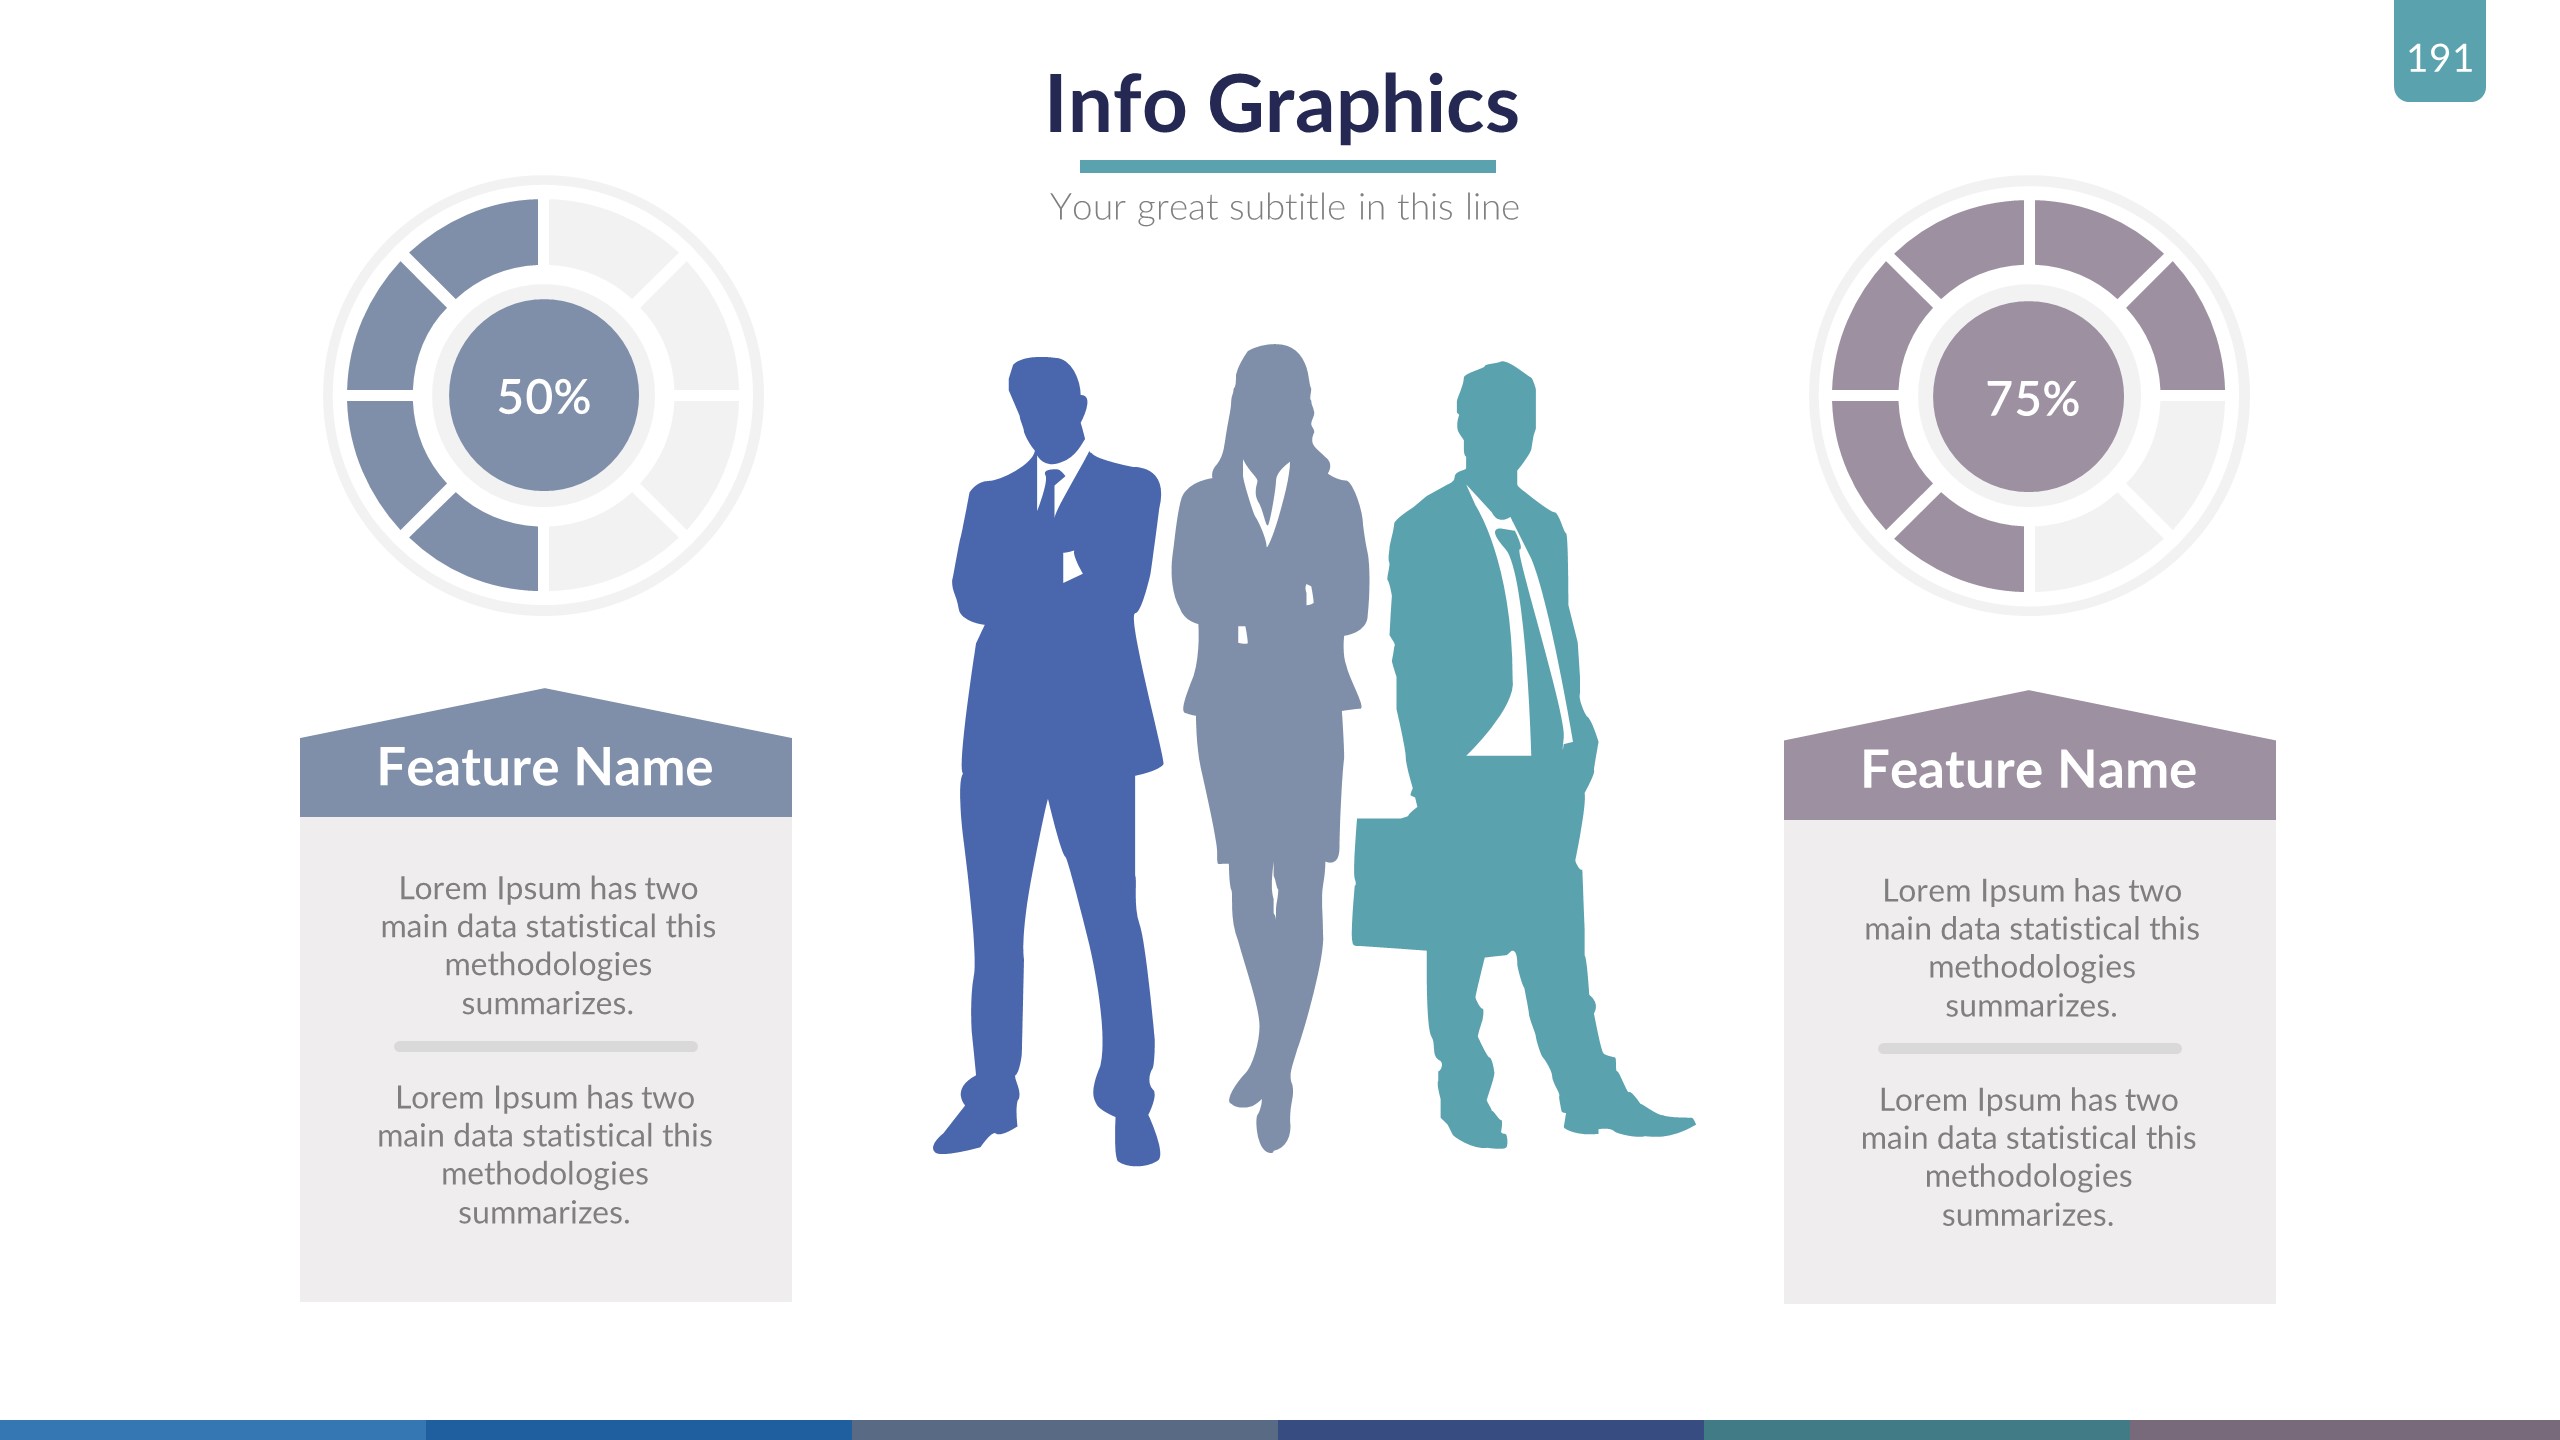 191
Info Graphics
Your great subtitle in this line
50%
Feature Name
Lorem Ipsum has two
main data statistical this
methodologies
summarizes.
Lorem Ipsum has two
main data statistical this
methodologies
summarizes.
75%
Feature Name
Lorem Ipsum has two
main data statistical this
methodologies
summarizes.
Lorem Ipsum has two
main data statistical this
methodologies
summarizes.